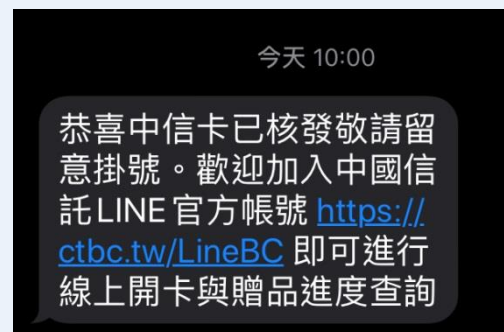 今天 10:00
恭喜中信卡已核發敬請留
意掛號。歡迎加入中國信
託LINE官方帳號 https://
ctbc.tw/LineBC 即可進行
線上開卡與贈品進度查詢